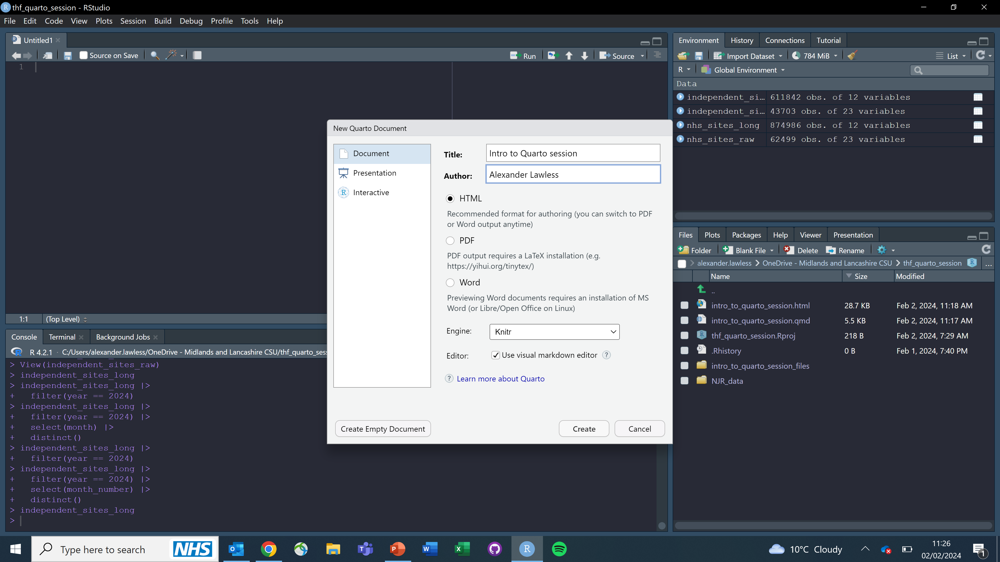 thf_quarto_session - RStudio
File Edit Code View Plots Session Build Debug Profile Tools Help
Untitled1
Source on Save
Run
Source
1
1:1 (Top Level)
New Quarto Document
Document
Presentation
Interactive
Title: Intro to Quarto session
Author: Alexander Lawless
HTML
Recommended format for authoring (you can switch to PDF
or Word output anytime)
PDF
PDF output requires a LaTeX installation (e.g.
https://yihui.org/tinytex/)
Word
Previewing Word documents requires an installation of MS
Word (or Libre/Open Office on Linux)
Engine: Knitr
Editor: Use visual markdown editor ?
? Learn more about Quarto
Create Empty Document Create Cancel
Console Terminal Background Jobs
R 4.2.1 · C:/Users/alexander.lawless/OneDrive - Midlands and Lancashire CSU/thf_quarto_ses
> View(independent_sites_raw)
> independent_sites_long
> independent_sites_long |>
+ filter(year == 2024)
> independent_sites_long |>
+ filter(year == 2024) |>
+ select(month) |>
+ distinct()
> independent_sites_long |>
+ filter(year == 2024)
> independent_sites_long |>
+ filter(year == 2024) |>
+ select(month_number) |>
+ distinct()
> independent_sites_long
>
Environment History Connections Tutorial
Import Dataset 784 MiB List
R Global Environment
Data
independent_si… 611842 obs. of 12 variables
independent_si… 43703 obs. of 23 variables
nhs_sites_long 874986 obs. of 12 variables
nhs_sites_raw 62499 obs. of 23 variables
Files Plots Packages Help Viewer Presentation
Folder Blank File Delete Rename
alexander.lawless > OneDrive - Midlands and Lancashire CSU > thf_quarto_session ...
Name Size Modified
..
intro_to_quarto_session.html 28.7 KB Feb 2, 2024, 11:18 AM
intro_to_quarto_session.qmd 5.5 KB Feb 2, 2024, 11:17 AM
thf_quarto_session.Rproj 218 B Feb 2, 2024, 7:29 AM
.Rhistory 0 B Feb 1, 2024, 7:40 PM
intro_to_quarto_session_files
NJR_data
Type here to search NHS
10°C Cloudy
11:26
02/02/2024
1